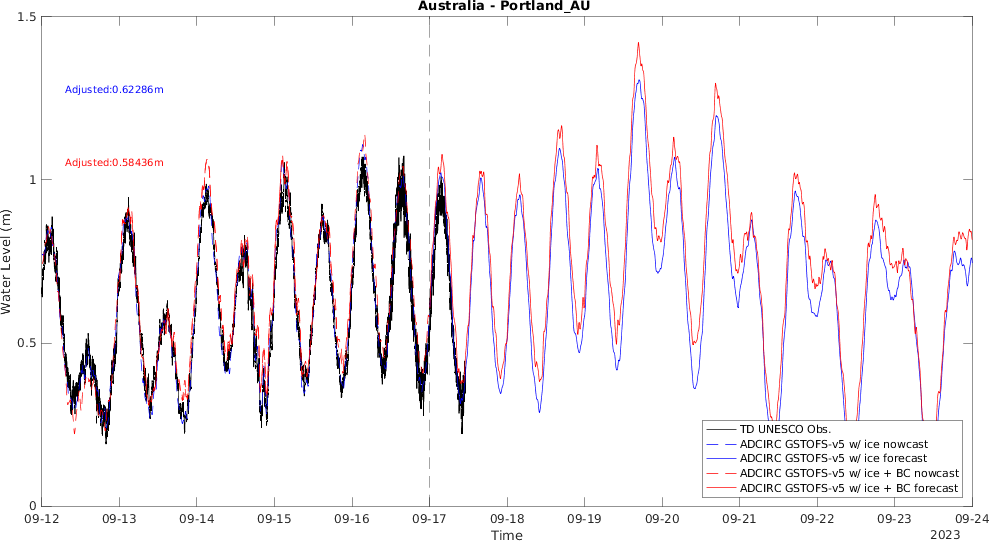 Australia - Portland_AU
1.5
Adjusted:0.62286m
Adjusted:0.58436m
1
Water Level (m)
0.5
0
TD UNESCO Obs.
ADCIRC GSTOFS-v5 w/ ice nowcast
ADCIRC GSTOFS-v5 w/ ice forecast
ADCIRC GSTOFS-v5 w/ ice + BC nowcast
ADCIRC GSTOFS-v5 w/ ice + BC forecast
09-12 09-13 09-14 09-15 09-16 09-17 09-18 09-19 09-20 09-21 09-22 09-23 09-24
Time
2023